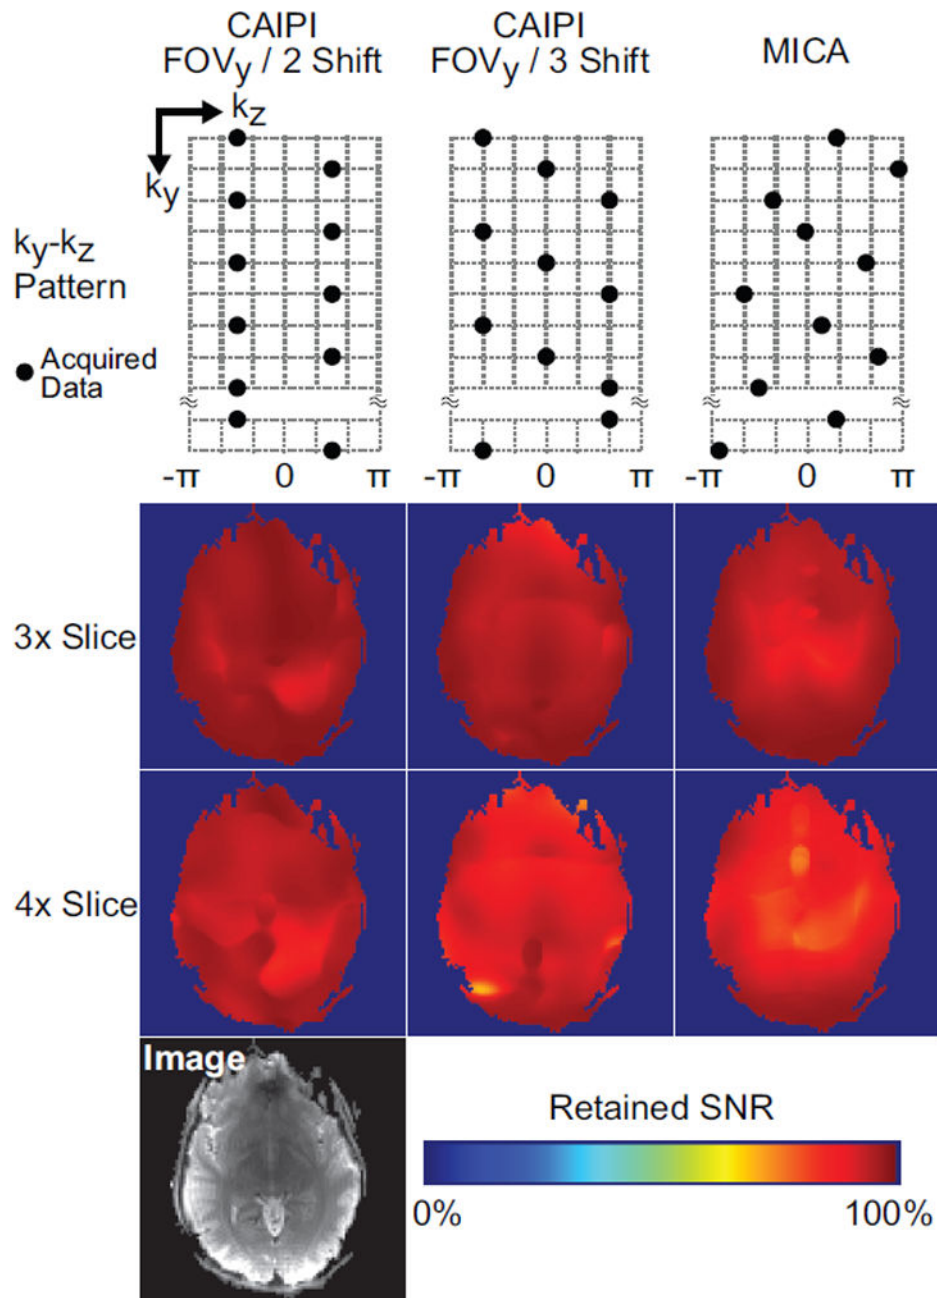 CAIPI
FOVy / 2 Shift
CAIPI
FOVy / 3 Shift
MICA
kz
ky
ky-kz
Pattern
Acquired
Data
-π 0 π
-π 0 π
-π 0 π
3x Slice
4x Slice
Image
Retained SNR
0% 100%